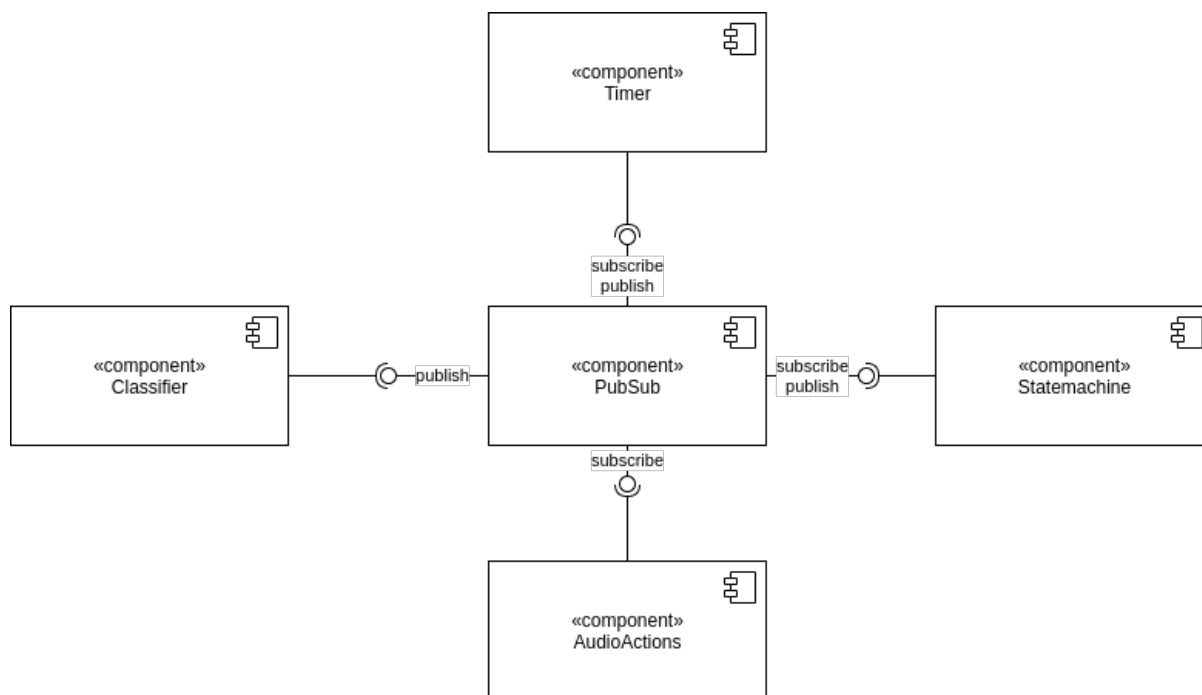 «component»
Timer
subscribe
publish
«component»
Classifier
publish
«component»
PubSub
subscribe
publish
«component»
Statemachine
subscribe
«component»
AudioActions